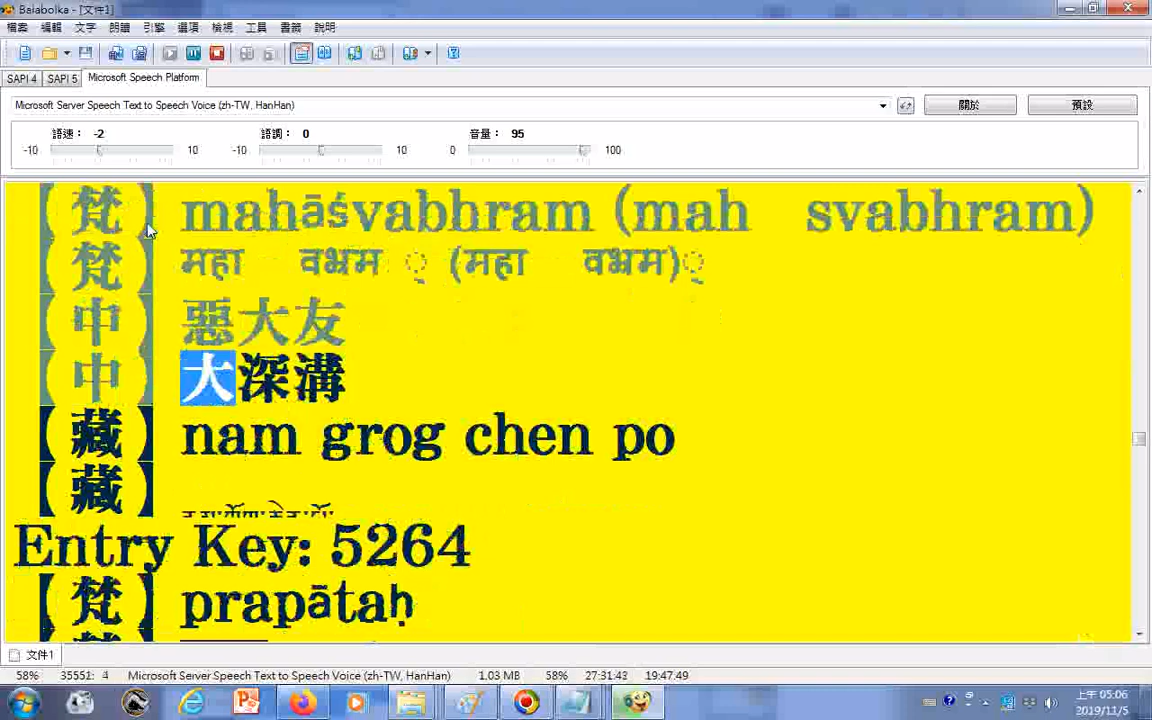 Balabolka - [文件1]
檔案 編輯 文字 朗讀 引擎 選項 檢視 工具 書籤 說明
SAPI 4 SAPI 5 Microsoft Speech Platform
Microsoft Server Speech Text to Speech Voice (zh-TW, HanHan) 關於 預設
語速： -2 語調： 0 音量： 95
-10 10 -10 10 0 100
【梵】 mahāśvabhram (mah svabhram)
【梵】 महा वभ्रम ् (महा वभ्रम)्
【中】 惡大友
【中】 大深溝
【藏】 nam grog chen po
【藏】
Entry Key: 5264
【梵】 prapātaḥ
文件1
58% 35551: 4 Microsoft Server Speech Text to Speech Voice (zh-TW, HanHan) 1.03 MB 58% 27:31:43 19:47:49
上午 05:06
2019/11/5